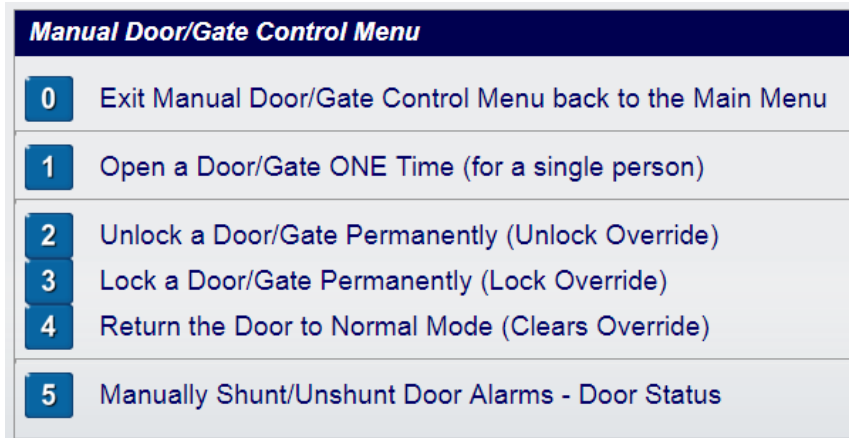 Manual Door/Gate Control Menu
0 Exit Manual Door/Gate Control Menu back to the Main Menu
1 Open a Door/Gate ONE Time (for a single person)
2 Unlock a Door/Gate Permanently (Unlock Override)
3 Lock a Door/Gate Permanently (Lock Override)
4 Return the Door to Normal Mode (Clears Override)
5 Manually Shunt/Unshunt Door Alarms - Door Status